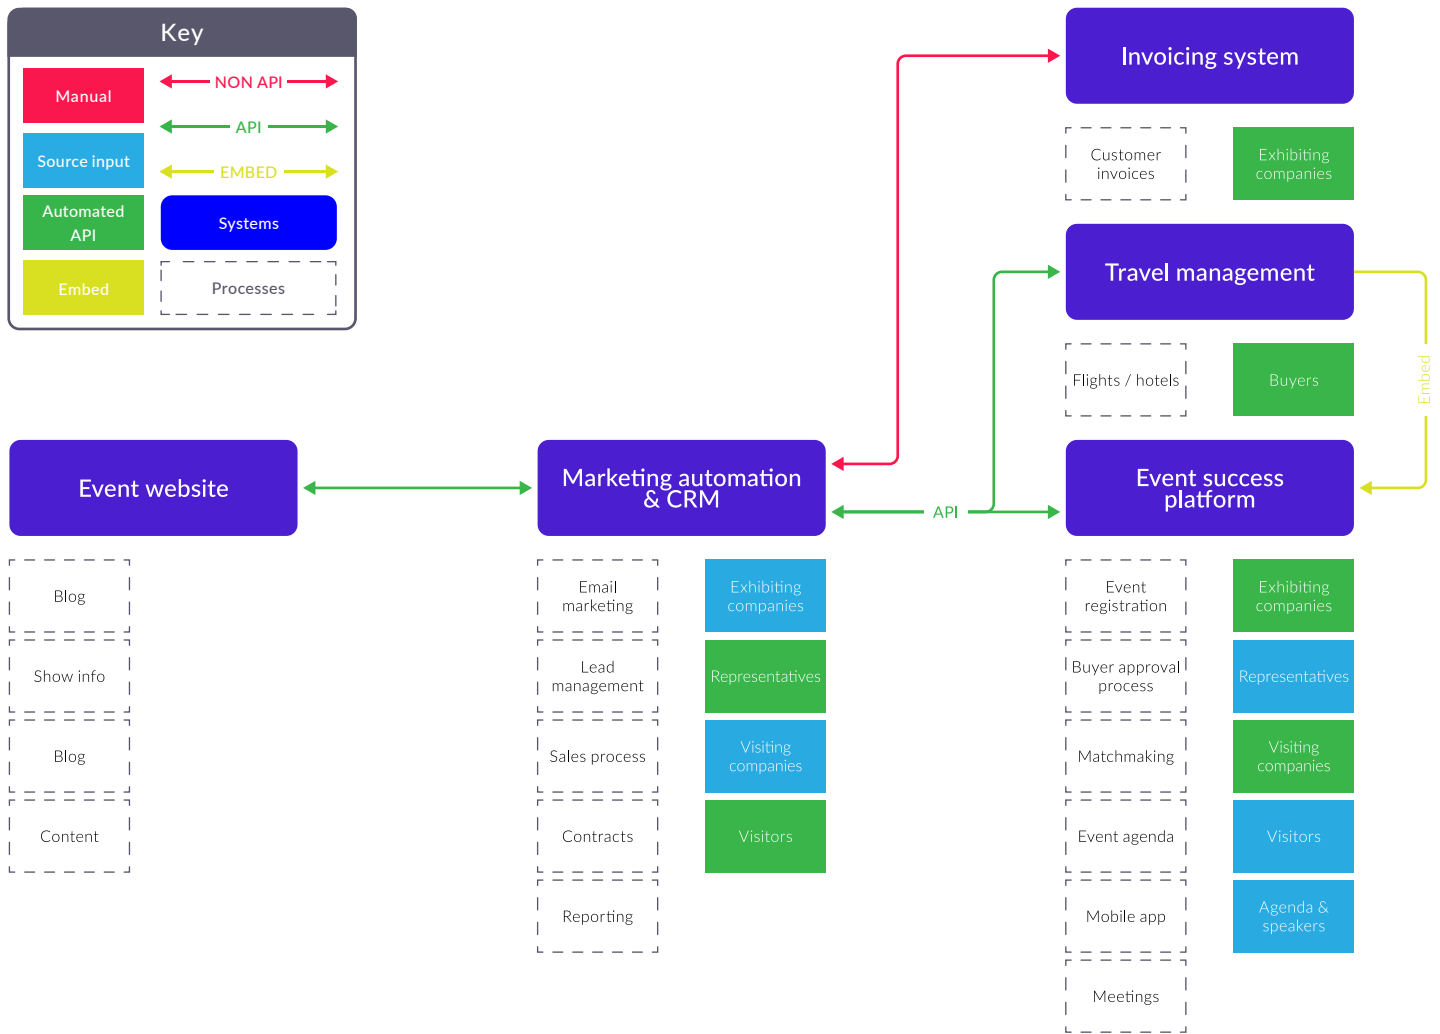 Key
Manual
NON API
Source input
API
EMBED
Automated
API
Systems
Embed
Processes
Invoicing system
Customer
invoices
Exhibiting
companies
Travel management
Flights / hotels
Buyers
Embed
Event website
Blog
Show info
Blog
Content
Marketing automation
& CRM
API
Email
marketing
Exhibiting
companies
Lead
management
Representatives
Sales process
Visiting
companies
Contracts
Visitors
Reporting
Event success
platform
Event
registration
Exhibiting
companies
Buyer approval
process
Representatives
Matchmaking
Visiting
companies
Event agenda
Visitors
Mobile app
Agenda &
speakers
Meetings